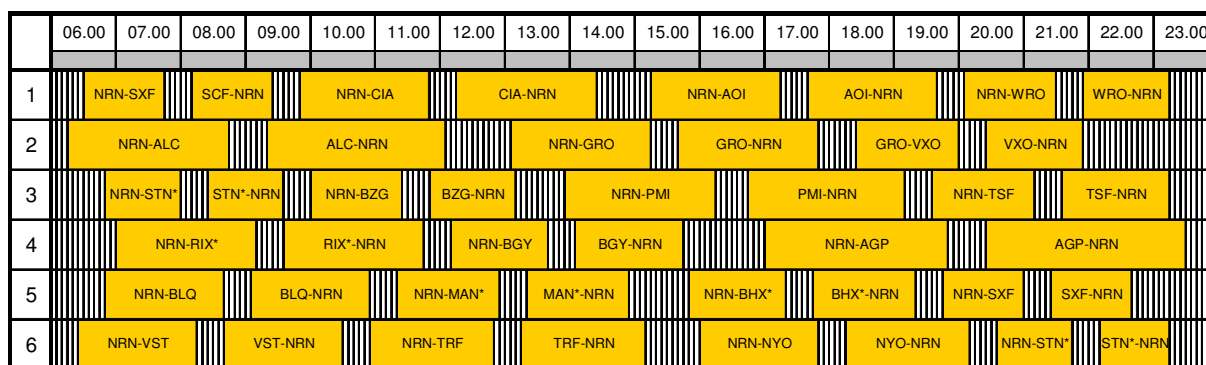 06.00 07.00 08.00 09.00 10.00 11.00 12.00 13.00 14.00 15.00 16.00 17.00 18.00 19.00 20.00 21.00 22.00 23.00
1 NRN-SXF SCF-NRN NRN-CIA CIA-NRN NRN-AOI AOI-NRN NRN-WRO WRO-NRN
2 NRN-ALC ALC-NRN NRN-GRO GRO-NRN GRO-VXO VXO-NRN
3 NRN-STN* STN*-NRN NRN-BZG BZG-NRN NRN-PMI PMI-NRN NRN-TSF TSF-NRN
4 NRN-RIX* RIX*-NRN NRN-BGY BGY-NRN NRN-AGP AGP-NRN
5 NRN-BLQ BLQ-NRN NRN-MAN* MAN*-NRN NRN-BHX* BHX*-NRN NRN-SXF SXF-NRN
6 NRN-VST VST-NRN NRN-TRF TRF-NRN NRN-NYO NYO-NRN NRN-STN* STN*-NRN